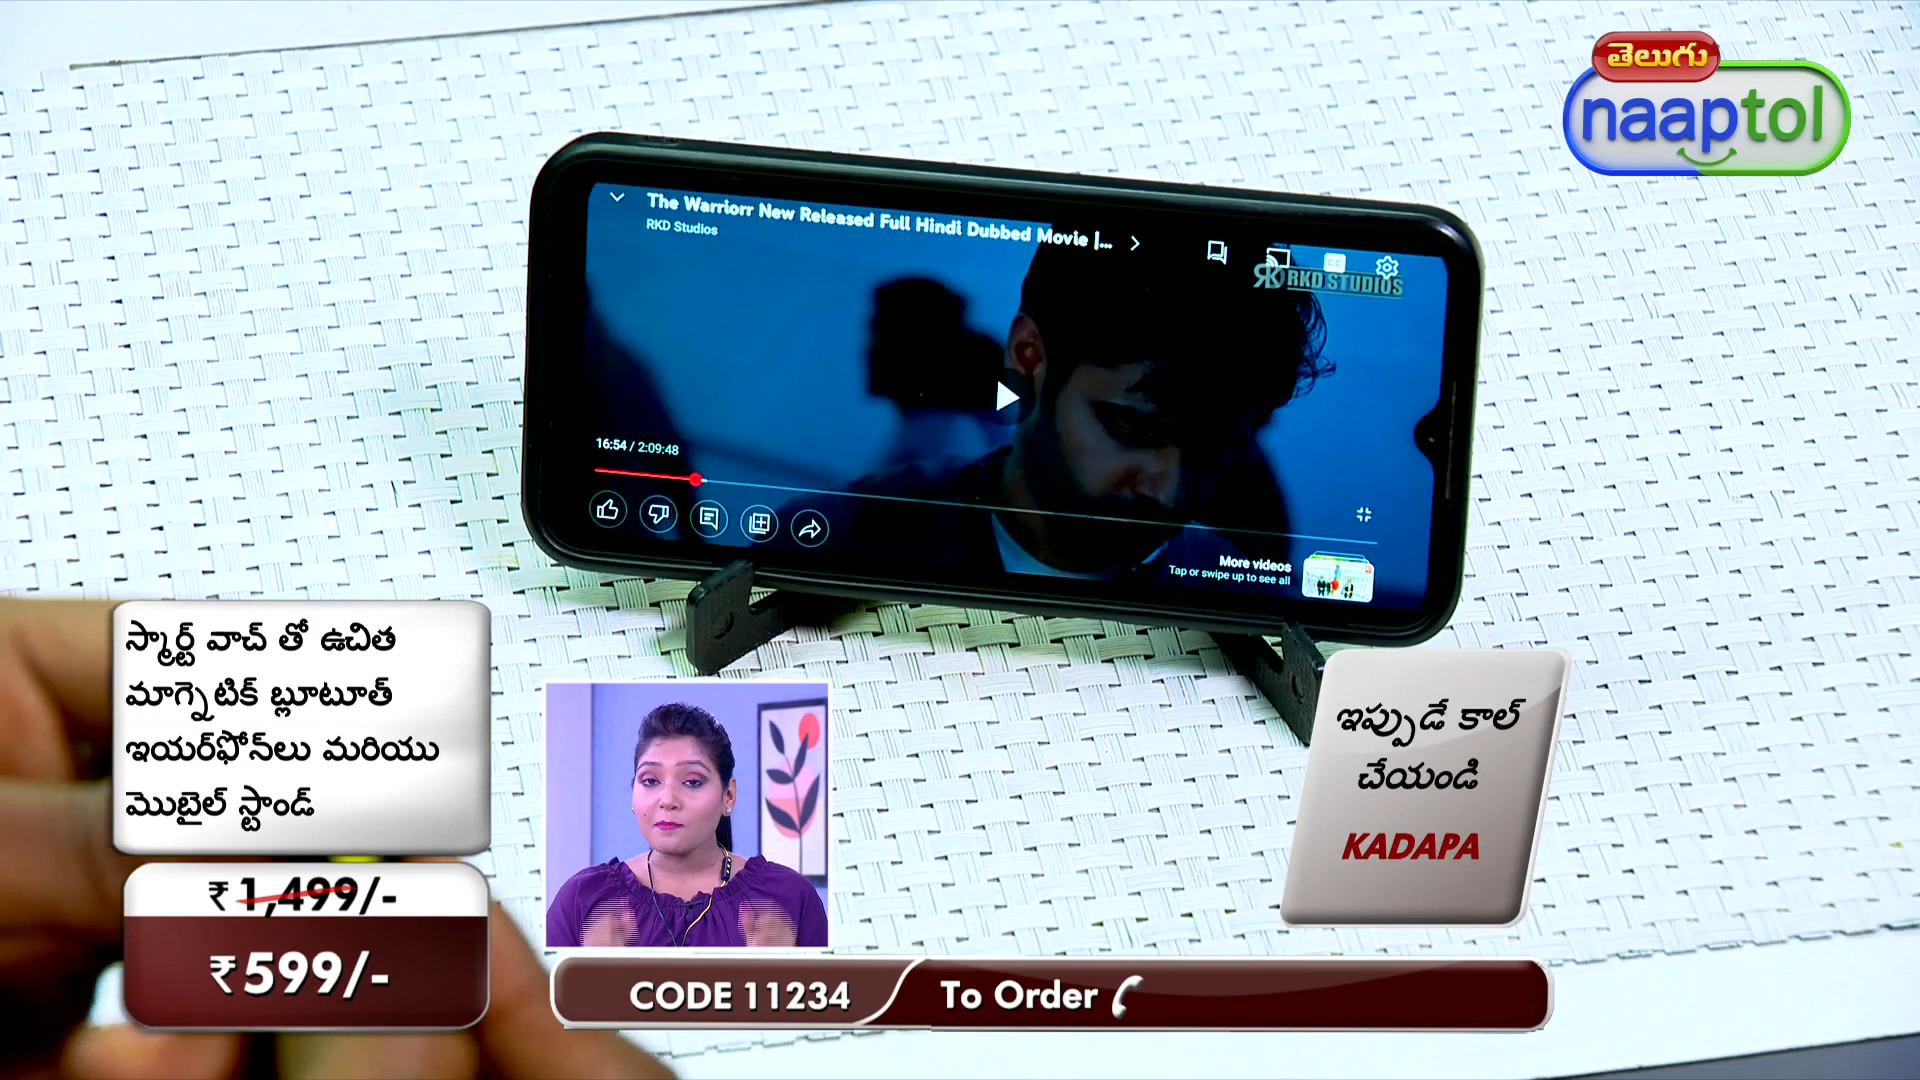 తెలుగు
naaptol
The Warriorr New Released Full Hindi Dubbed Movie |...
RKD Studios
RKD STUDIOS
16:54 / 2:09:48
More videos
Tap or swipe up to see all
స్మార్ట్ వాచ్ తో ఉచిత
మాగ్నెటిక్ బ్లూటూత్
ఇయర్‌ఫోన్‌లు మరియు
మొబైల్ స్టాండ్
₹ 1,499/-
₹ 599/-
ఇప్పుడే కాల్
చేయండి
KADAPA
CODE 11234
To Order